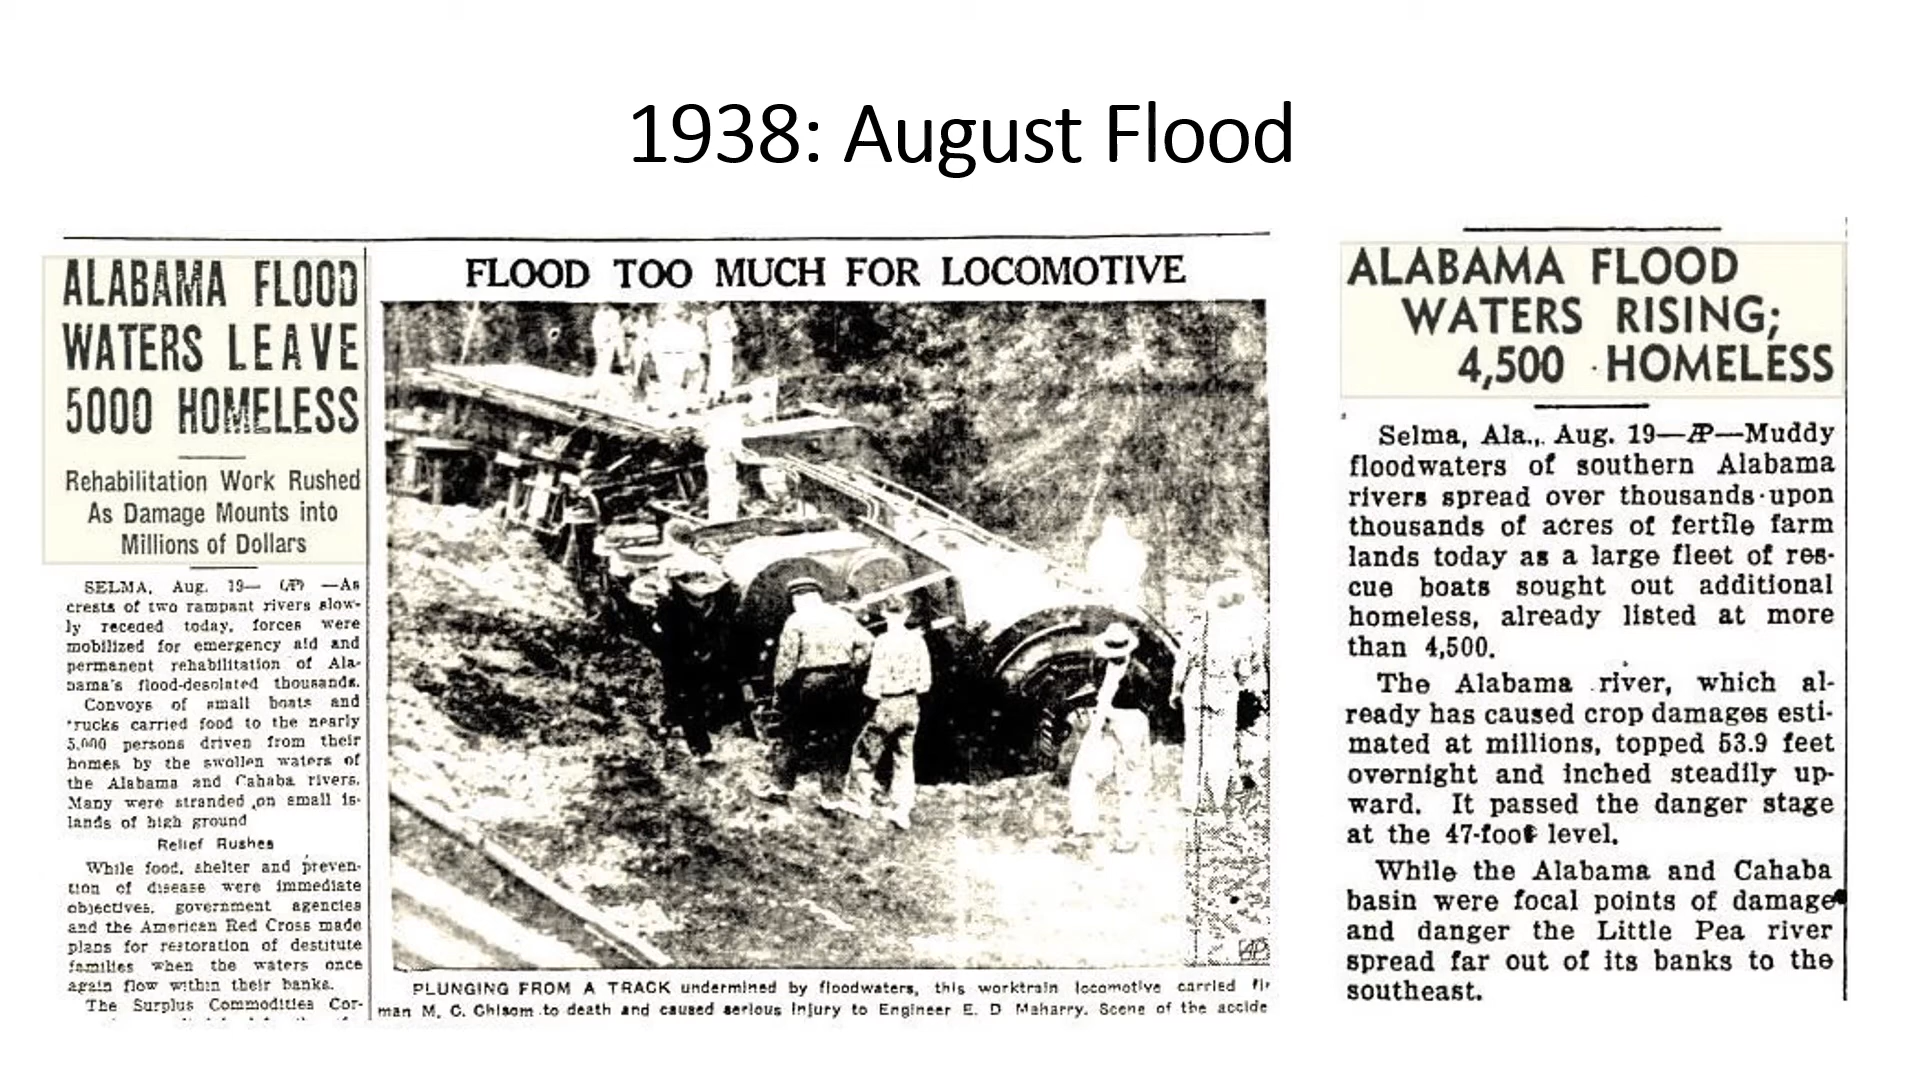 1938: August Flood
ALABAMA FLOOD
WATERS LEAVE
5000 HOMELESS
Rehabilitation Work Rushed
As Damage Mounts into
Millions of Dollars
SELMA, Aug. 19— (AP) —As
crests of two rampant rivers slow-
ly receded today, forces were
mobilized for emergency aid and
permanent rehabilitation of Ala-
bama's flood-desolated thousands.
Convoys of small boats and
trucks carried food to the nearly
5,000 persons driven from their
homes by the swollen waters of
the Alabama and Cahaba rivers.
Many were stranded on small is-
lands of high ground
Relief Rushes
While food, shelter and preven-
tion of disease were immediate
objectives, government agencies
and the American Red Cross made
plans for restoration of destitute
families when the waters once
again flow within their banks.
The Surplus Commodities Cor-
FLOOD TOO MUCH FOR LOCOMOTIVE
PLUNGING FROM A TRACK undermined by floodwaters, this worktrain locomotive carried fir
man M. C. Chisom to death and caused serious injury to Engineer E. D Maharry. Scene of the accide
ALABAMA FLOOD
WATERS RISING;
4,500 HOMELESS
Selma, Ala., Aug. 19—AP—Muddy
floodwaters of southern Alabama
rivers spread over thousands upon
thousands of acres of fertile farm
lands today as a large fleet of res-
cue boats sought out additional
homeless, already listed at more
than 4,500.
The Alabama river, which al-
ready has caused crop damages esti-
mated at millions, topped 53.9 feet
overnight and inched steadily up-
ward. It passed the danger stage
at the 47-foot level.
While the Alabama and Cahaba
basin were focal points of damage
and danger the Little Pea river
spread far out of its banks to the
southeast.